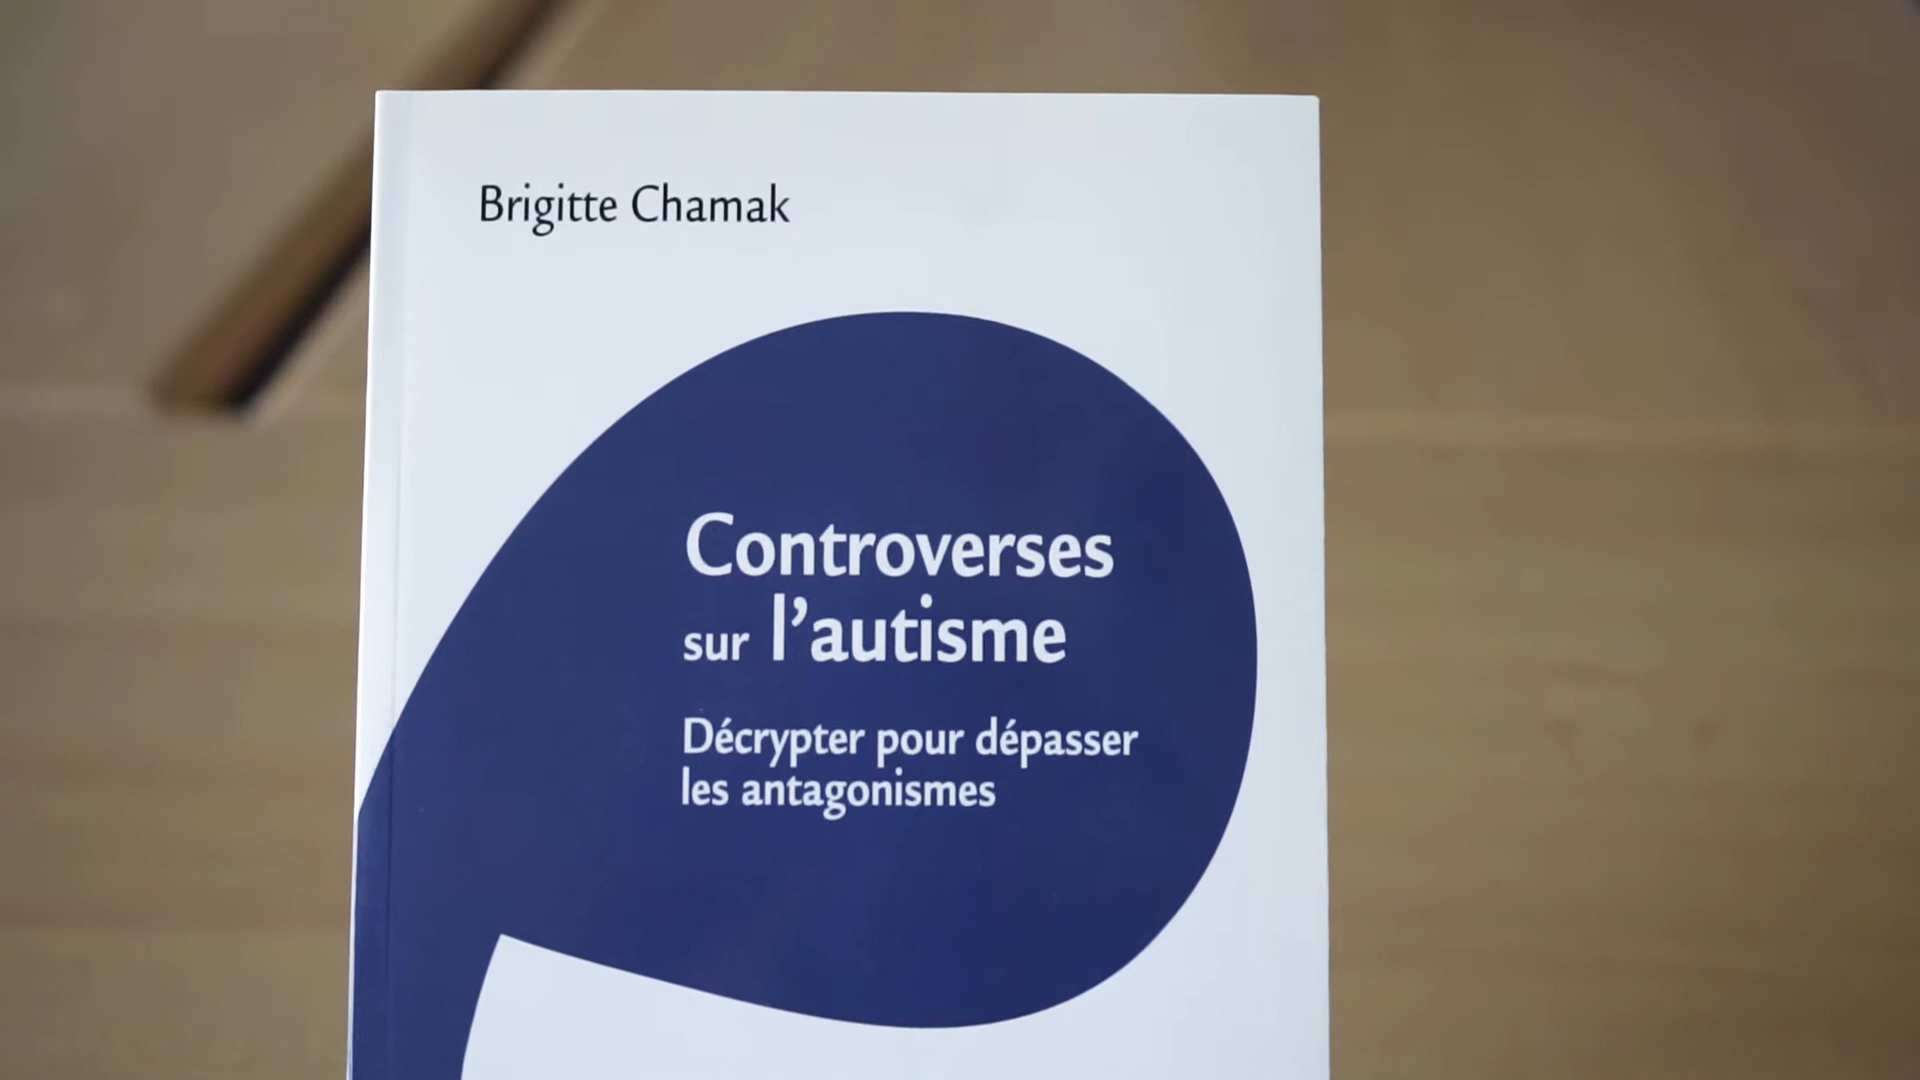 Brigitte Chamak
Controverses
sur l’autisme
Décrypter pour dépasser
les antagonismes